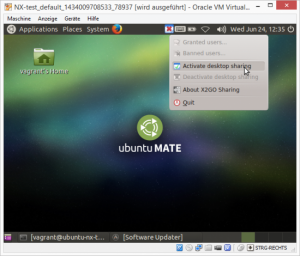 NX-test_default_1434009708533_78937 [wird ausgeführt] - Oracle VM Virtual...
Maschine Anzeige Geräte Hilfe
Applications Places System
Wed Jun 24, 12:35
Granted users...
Banned users...
Activate desktop sharing
Deactivate desktop sharing
About X2GO Sharing
Quit
vagrant's Home
ubuntu MATE
[vagrant@ubuntu-nx-t...
[Software Updater]
STRG-RECHTS